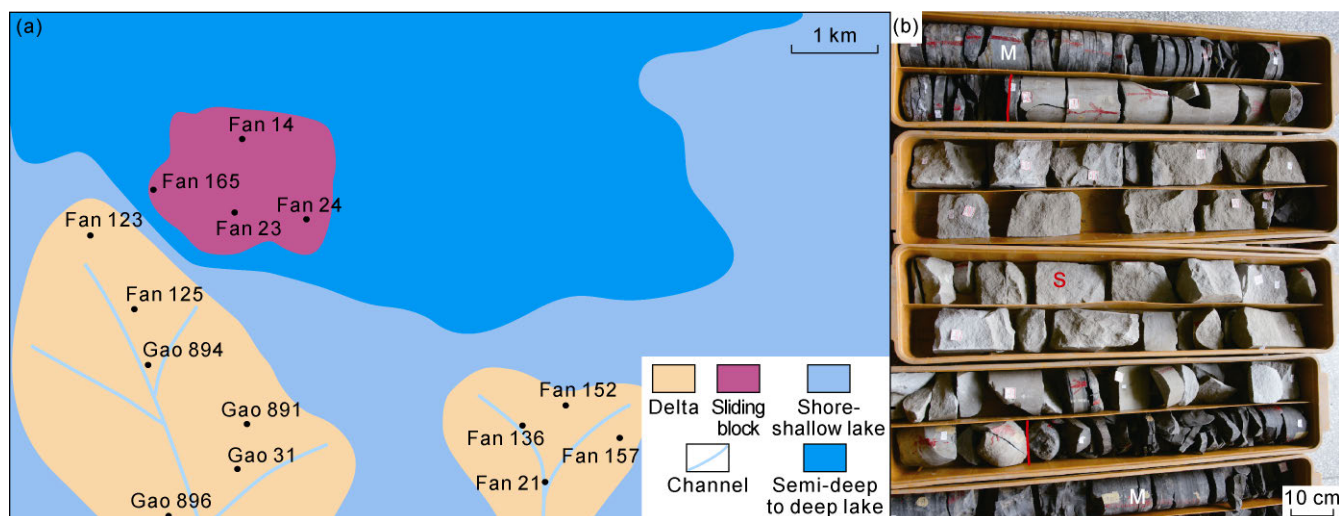 (a)
1 km
Fan 14
Fan 165
Fan 24
Fan 23
Fan 123
Fan 125
Gao 894
Gao 891
Gao 31
Gao 896
Fan 152
Fan 136
Fan 157
Fan 21
Delta
Sliding
block
Shore-
shallow lake
Channel
Semi-deep
to deep lake
(b)
M
S
M
10 cm